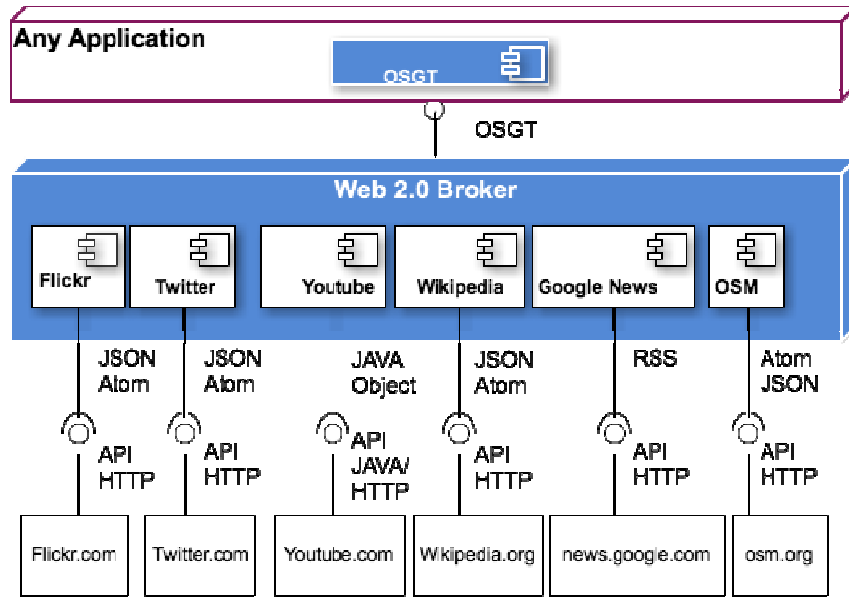 Any Application
OSGT
OSGT
Web 2.0 Broker
Flickr
Twitter
Youtube
Wikipedia
Google News
OSM
JSON
Atom
JSON
Atom
JAVA
Object
JSON
Atom
RSS
Atom
JSON
API
HTTP
API
HTTP
API
JAVA/
HTTP
API
HTTP
API
HTTP
API
HTTP
Flickr.com
Twitter.com
Youtube.com
Wikipedia.org
news.google.com
osm.org